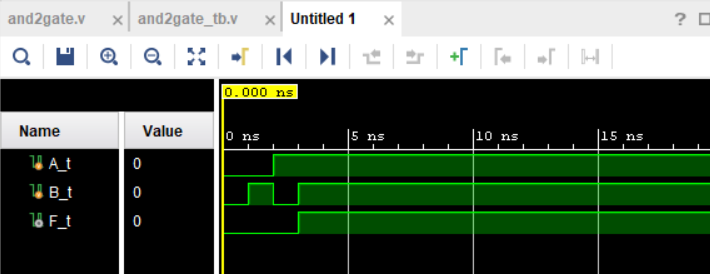 and2gate.v × and2gate_tb.v × Untitled 1 × ?
0.000 ns
Name Value
0 ns 5 ns 10 ns 15 ns
A_t 0
B_t 0
F_t 0